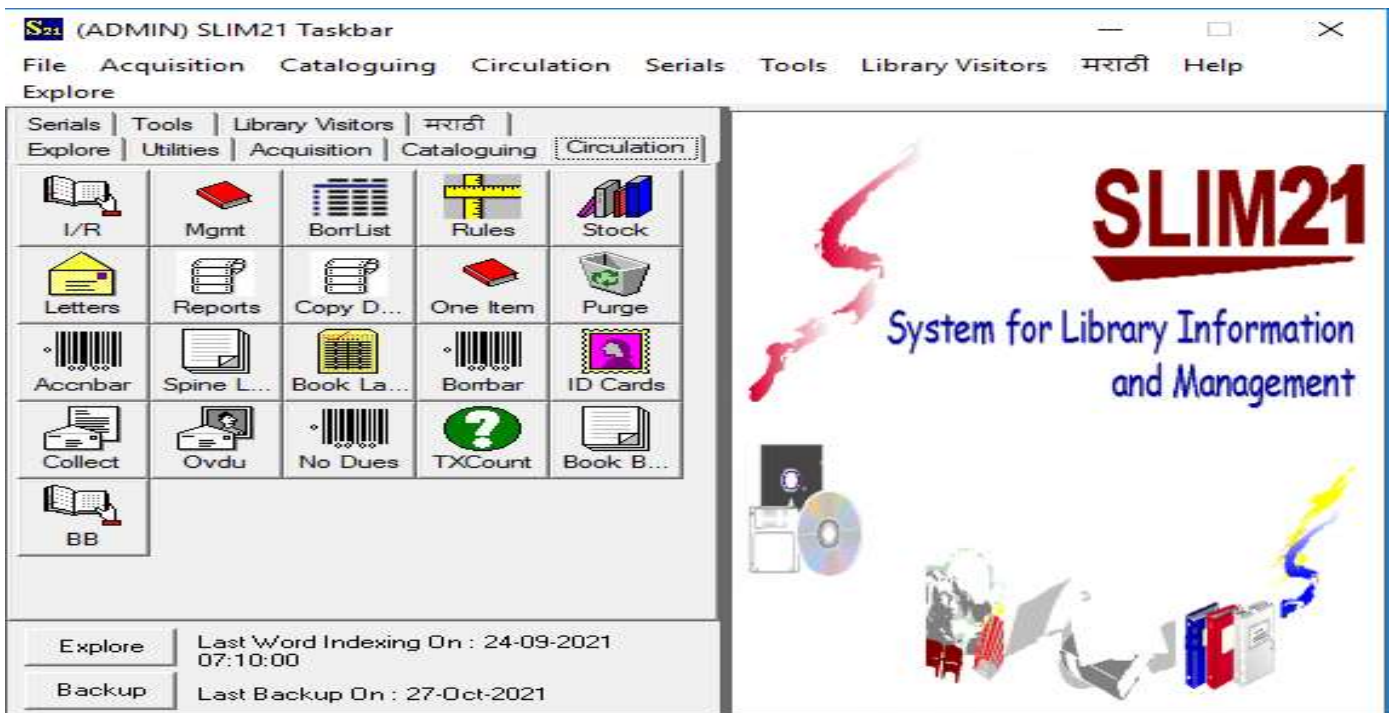 S21 (ADMIN) SLIM21 Taskbar
File Acquisition Cataloguing Circulation Serials Tools Library Visitors मराठी Help
Explore
Serials Tools Library Visitors मराठी
Explore Utilities Acquisition Cataloguing Circulation
I/R Mgmt BorrList Rules Stock
Letters Reports Copy D... One Item Purge
Accnbar Spine L... Book La... Borrbar ID Cards
Collect Ovdu No Dues TXCount Book B...
BB
Explore Last Word Indexing On : 24-09-2021
07:10:00
Backup Last Backup On : 27-Oct-2021
SLIM21
System for Library Information
and Management